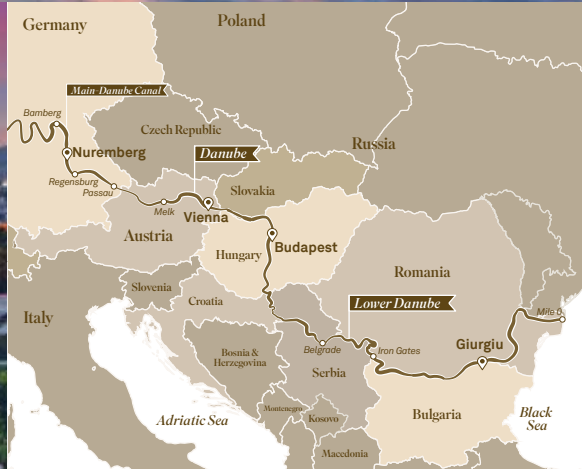 Germany
Poland
Main-Danube Canal
Bamberg
Czech Republic
Russia
Nuremberg
Danube
Regensburg
Passau
Slovakia
Melk
Vienna
Austria
Budapest
Hungary
Romania
Slovenia
Croatia
Lower Danube
Mile 0
Italy
Belgrade
Iron Gates
Giurgiu
Bosnia &
Herzegovina
Serbia
Adriatic Sea
Montenegro
Kosovo
Bulgaria
Black
Sea
Macedonia